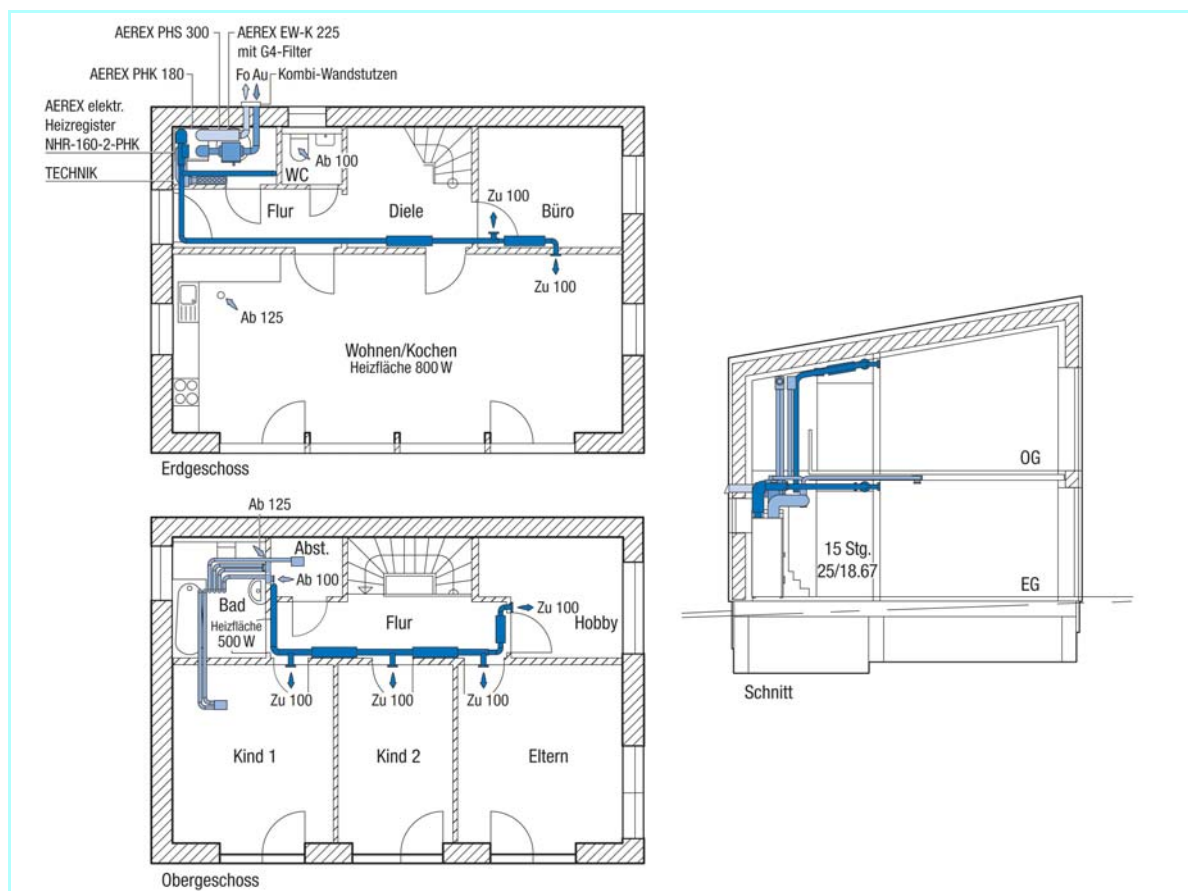 AEREX PHS 300
AEREX EW-K 225
mit G4-Filter
AEREX PHK 180
Fo Au
Kombi-Wandstutzen
AEREX elektr.
Heizregister
NHR-160-2-PHK
TECHNIK
Ab 100
WC
Zu 100
Flur
Diele
Büro
Zu 100
Ab 125
Wohnen/Kochen
Heizfläche 800 W
Erdgeschoss
Ab 125
Abst.
Ab 100
Bad
Heizfläche
500 W
Flur
Zu 100
Hobby
Zu 100
Zu 100
Zu 100
Kind 1
Kind 2
Eltern
Obergeschoss
OG
15 Stg.
25/18.67
EG
Schnitt